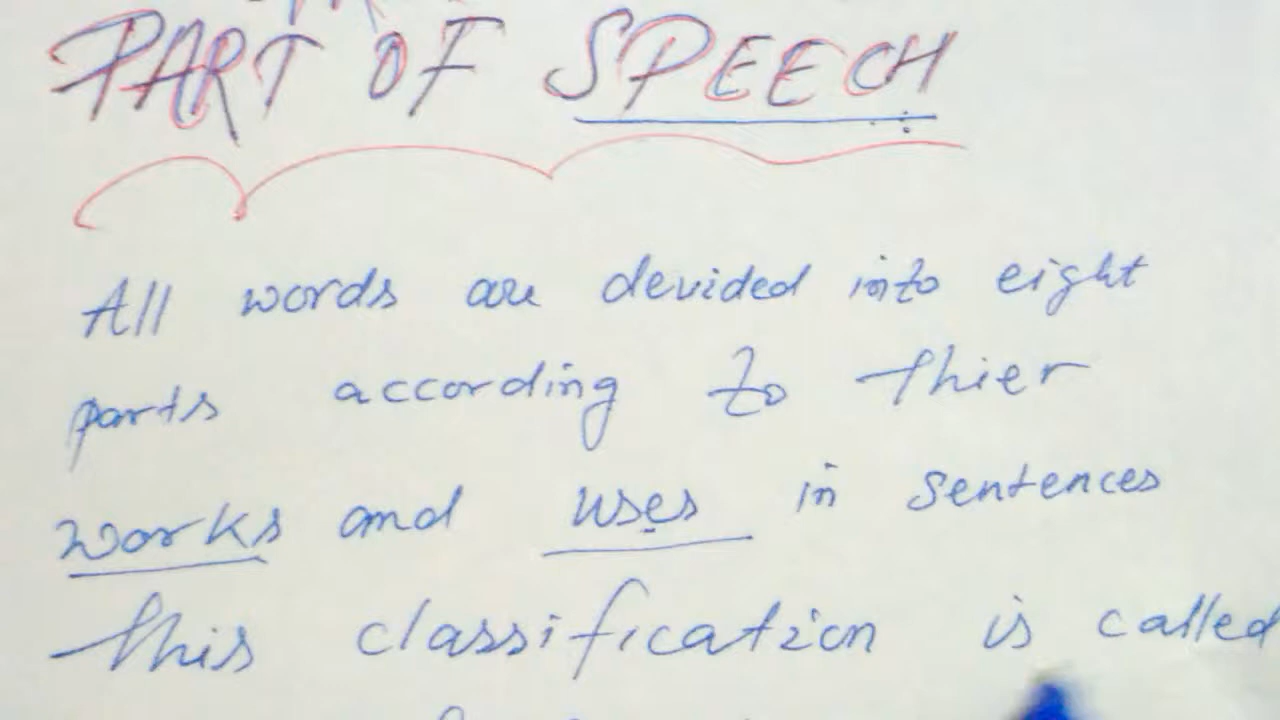 PART OF SPEECH
All words are devided into eight
parts according to thier
works and uses in sentences
this classification is called